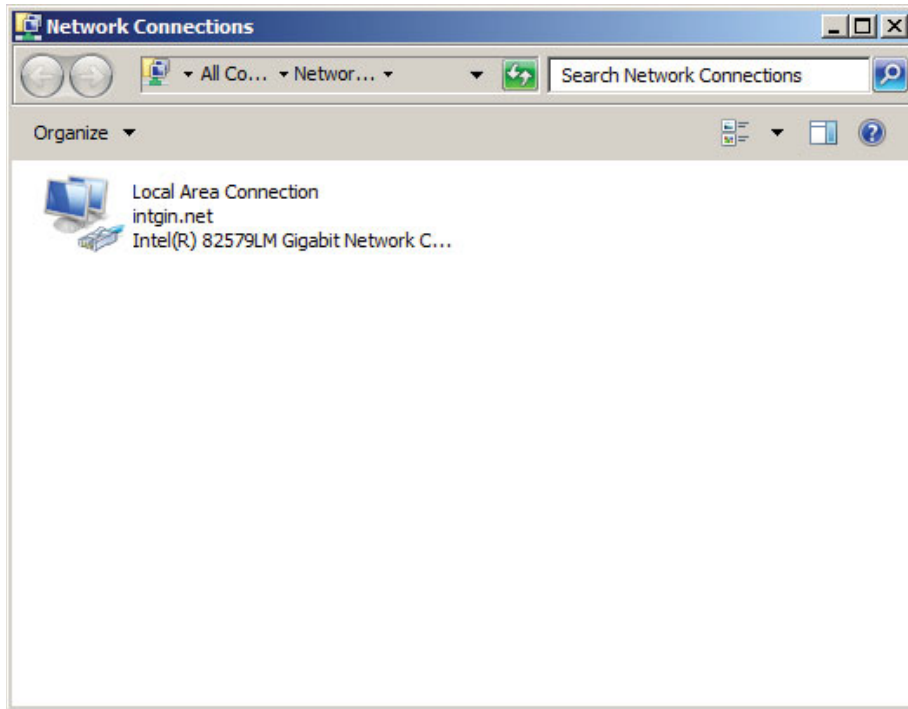 Network Connections
All Co... Networ...
Search Network Connections
Organize
Local Area Connection
intgin.net
Intel(R) 82579LM Gigabit Network C...